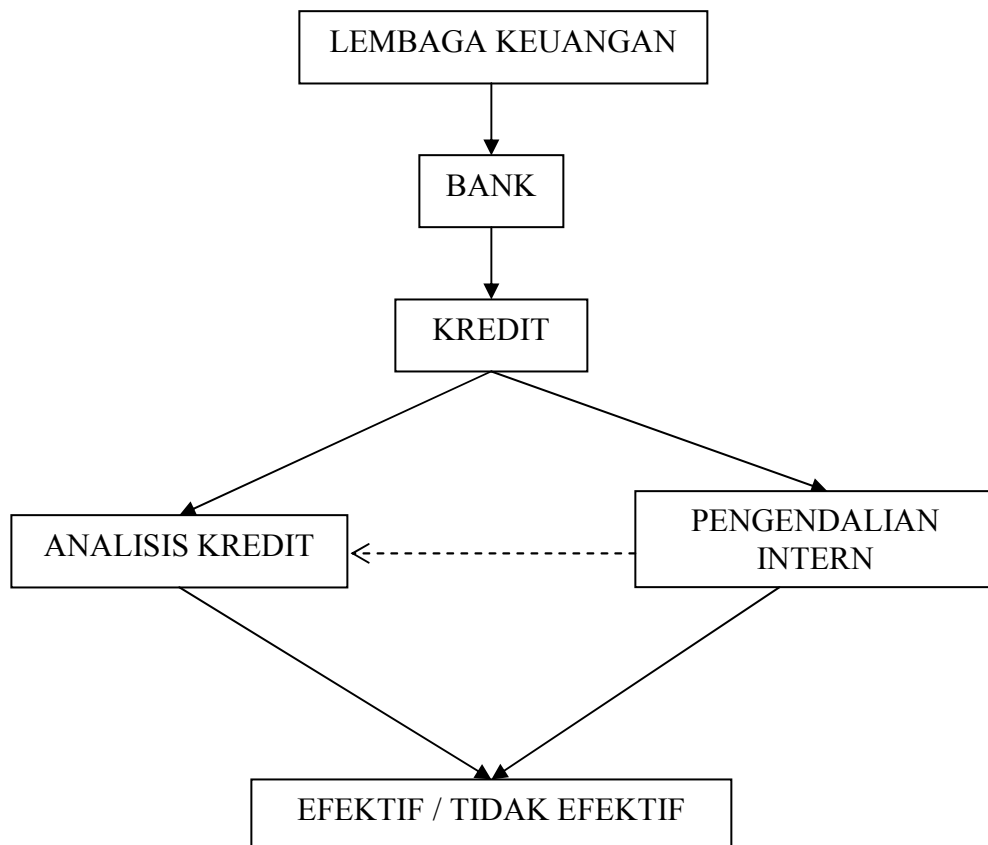 LEMBAGA KEUANGAN
BANK
KREDIT
ANALISIS KREDIT
PENGENDALIAN
INTERN
EFEKTIF / TIDAK EFEKTIF